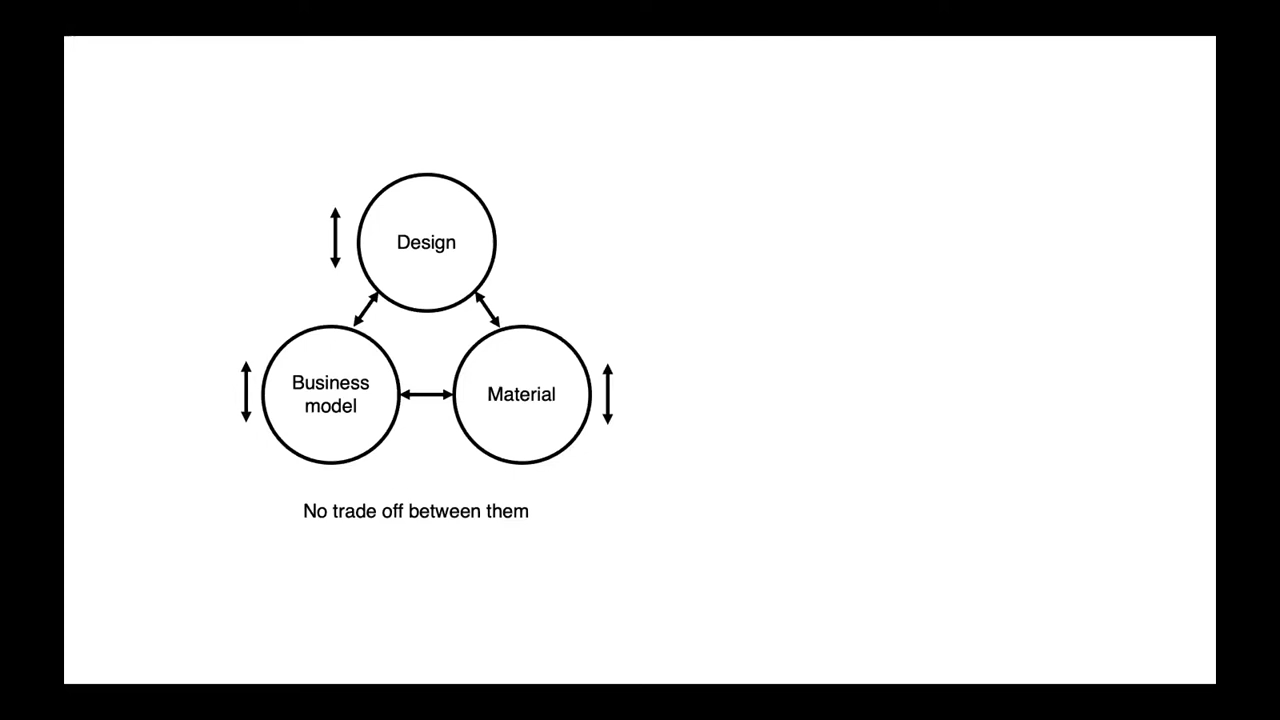 Design
Business
model
Material
No trade off between them